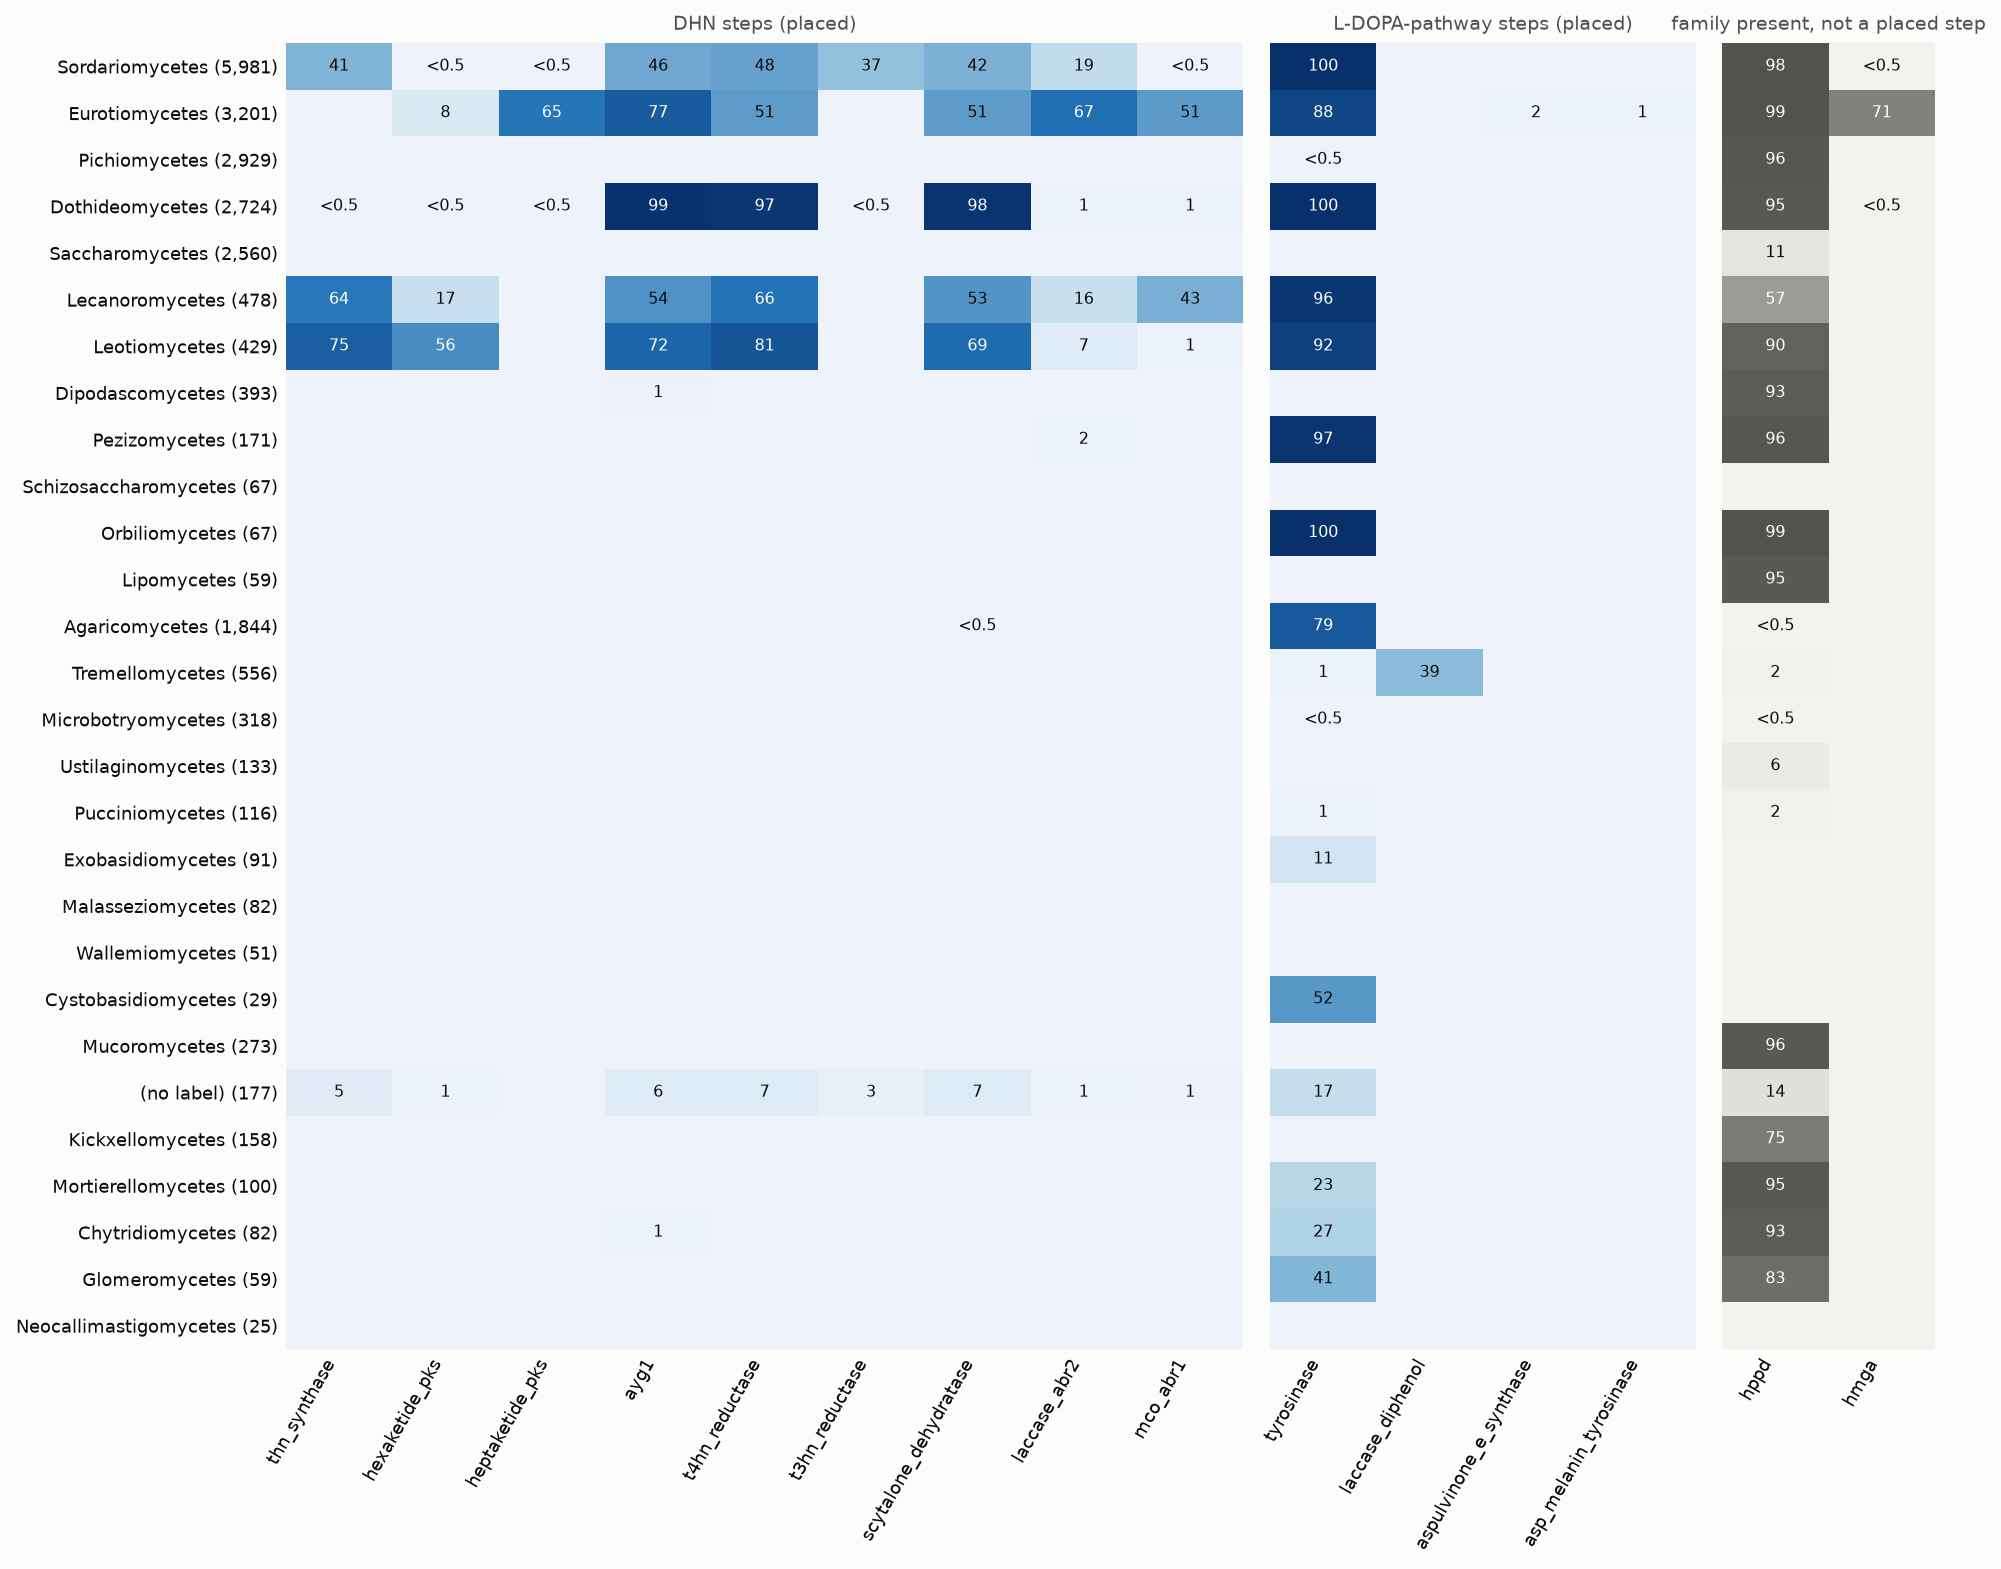 DHN steps (placed) L-DOPA-pathway steps (placed) family present, not a placed step
Sordariomycetes (5,981) 41 <0.5 <0.5 46 48 37 42 19 <0.5 100 98 <0.5
Eurotiomycetes (3,201) 8 65 77 51 51 67 51 88 2 1 99 71
Pichiomycetes (2,929) <0.5 96
Dothideomycetes (2,724) <0.5 <0.5 <0.5 99 97 <0.5 98 1 1 100 95 <0.5
Saccharomycetes (2,560) 11
Lecanoromycetes (478) 64 17 54 66 53 16 43 96 57
Leotiomycetes (429) 75 56 72 81 69 7 1 92 90
Dipodascomycetes (393) 1 93
Pezizomycetes (171) 2 97 96
Schizosaccharomycetes (67)
Orbiliomycetes (67) 100 99
Lipomycetes (59) 95
Agaricomycetes (1,844) <0.5 79 <0.5
Tremellomycetes (556) 1 39 2
Microbotryomycetes (318) <0.5 <0.5
Ustilaginomycetes (133) 6
Pucciniomycetes (116) 1 2
Exobasidiomycetes (91) 11
Malasseziomycetes (82)
Wallemiomycetes (51)
Cystobasidiomycetes (29) 52
Mucoromycetes (273) 96
(no label) (177) 5 1 6 7 3 7 1 1 17 14
Kickxellomycetes (158) 75
Mortierellomycetes (100) 23 95
Chytridiomycetes (82) 1 27 93
Glomeromycetes (59) 41 83
Neocallimastigomycetes (25)
thn_synthase
hexaketide_pks
heptaketide_pks
ayg1
t4hn_reductase
t3hn_reductase
scytalone_dehydratase
laccase_abr2
mco_abr1
tyrosinase
laccase_diphenol
aspulvinone_e_synthase
asp_melanin_tyrosinase
hppd
hmga